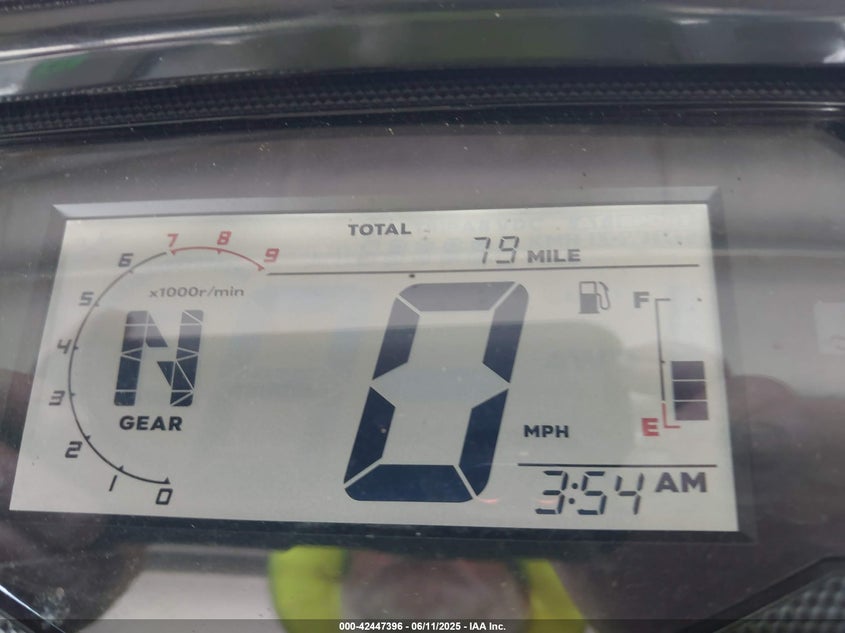 TOTAL
79 MILE
7 8 9
6
x1000r/min
5
4
3
2
1
0
N
GEAR
0
MPH
F
E
3:54 AM
000-42447396 - 06/11/2025 - IAA Inc.